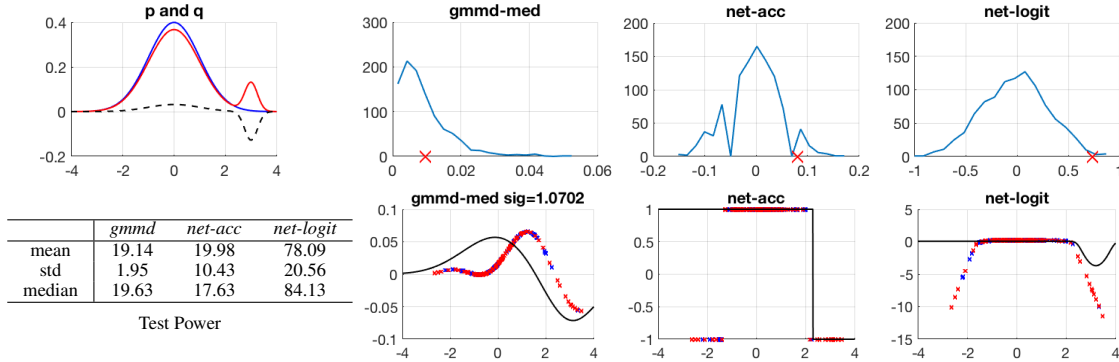 p and q
0.4
0.2
0
-0.2
-4 -2 0 2 4
gmmd-med
300
200
100
0
0 0.02 0.04 0.06
net-acc
200
150
100
50
0
-0.2 -0.1 0 0.1 0.2
net-logit
200
150
100
50
0
-1 -0.5 0 0.5 1
gmmd net-acc net-logit
mean 19.14 19.98 78.09
std 1.95 10.43 20.56
median 19.63 17.63 84.13
Test Power
gmmd-med sig=1.0702
0.1
0.05
0
-0.05
-0.1
-4 -2 0 2 4
net-acc
1
0.5
0
-0.5
-1
-4 -2 0 2 4
net-logit
5
0
-5
-10
-15
-4 -2 0 2 4